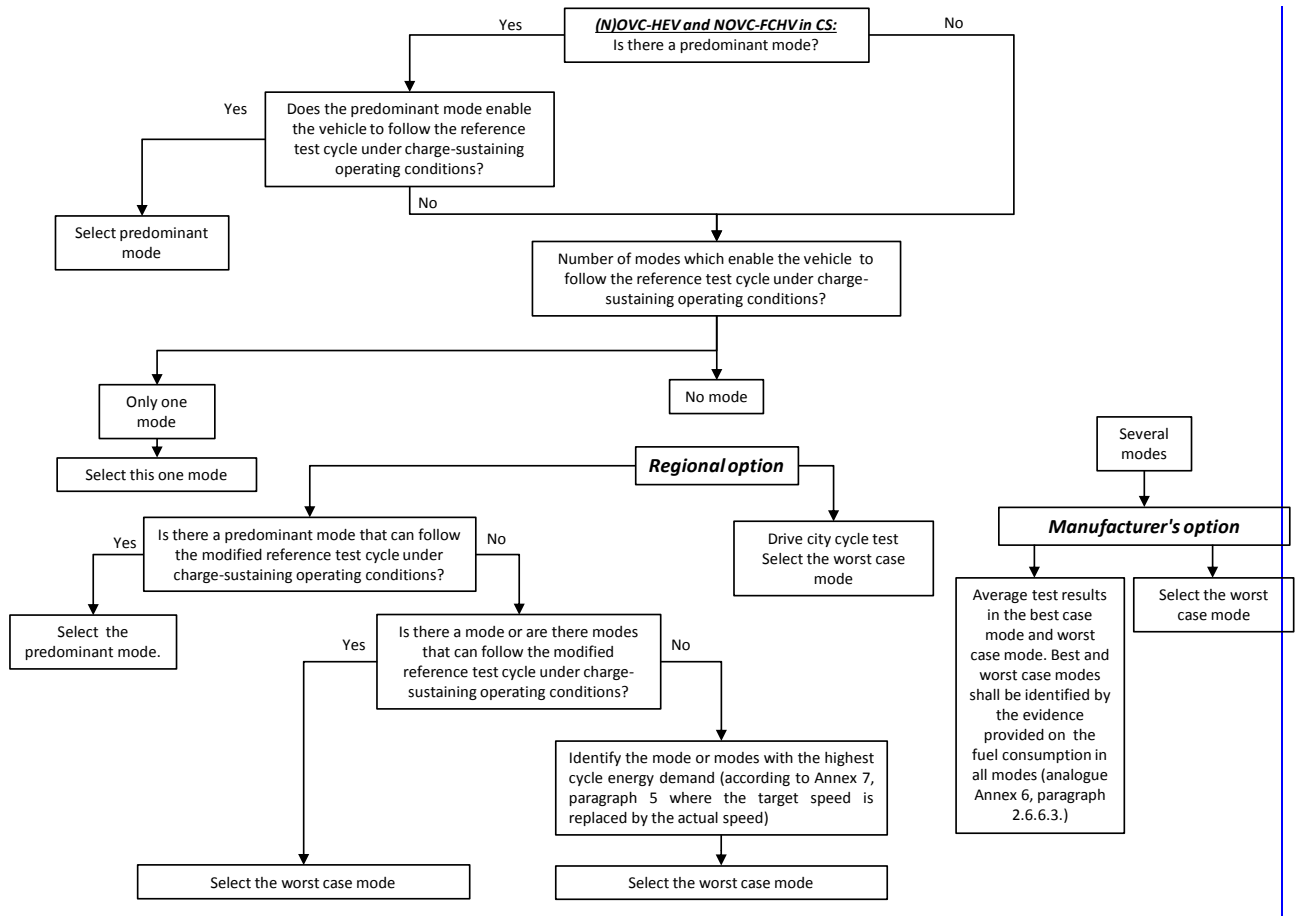 Yes
(N)OVC-HEV and NOVC-FCHV in CS:
Is there a predominant mode?
No
Yes
Does the predominant mode enable
the vehicle to follow the reference
test cycle under charge-sustaining
operating conditions?
No
Select predominant
mode
Number of modes which enable the vehicle to
follow the reference test cycle under charge-
sustaining operating conditions?
Only one
mode
No mode
Several
modes
Select this one mode
Regional option
Manufacturer's option
Yes
Is there a predominant mode that can follow
the modified reference test cycle under
charge-sustaining operating conditions?
No
Drive city cycle test
Select the worst case
mode
Average test results
in the best case
mode and worst
case mode. Best and
worst case modes
shall be identified by
the evidence
provided on the
fuel consumption in
all modes (analogue
Annex 6, paragraph
2.6.6.3.)
Select the worst
case mode
Select the
predominant mode.
Yes
Is there a mode or are there modes
that can follow the modified
reference test cycle under charge-
sustaining operating conditions?
No
Identify the mode or modes with the highest
cycle energy demand (according to Annex 7,
paragraph 5 where the target speed is
replaced by the actual speed)
Select the worst case mode
Select the worst case mode